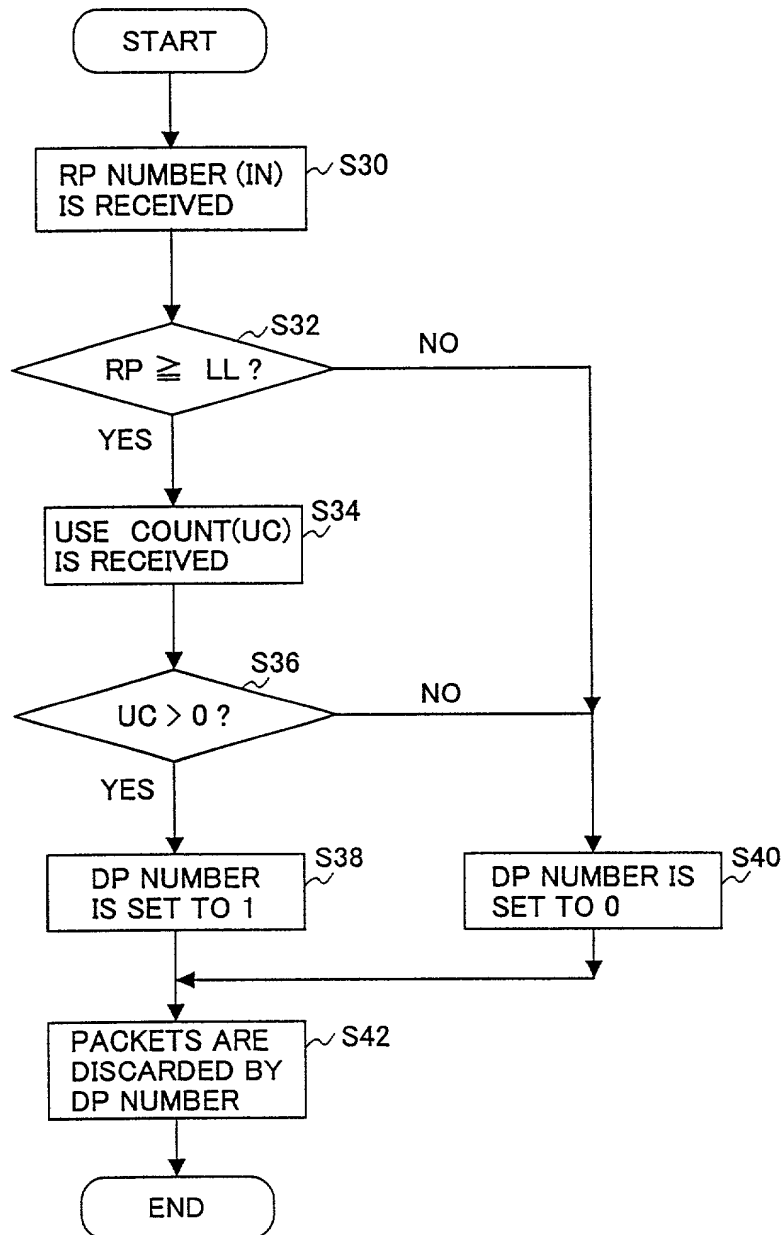 START
RP NUMBER (IN)
IS RECEIVED
S30
S32
RP ≧ LL ?
NO
YES
USE COUNT(UC)
IS RECEIVED
S34
S36
UC > 0 ?
NO
YES
DP NUMBER
IS SET TO 1
S38
DP NUMBER IS
SET TO 0
S40
PACKETS ARE
DISCARDED BY
DP NUMBER
S42
END